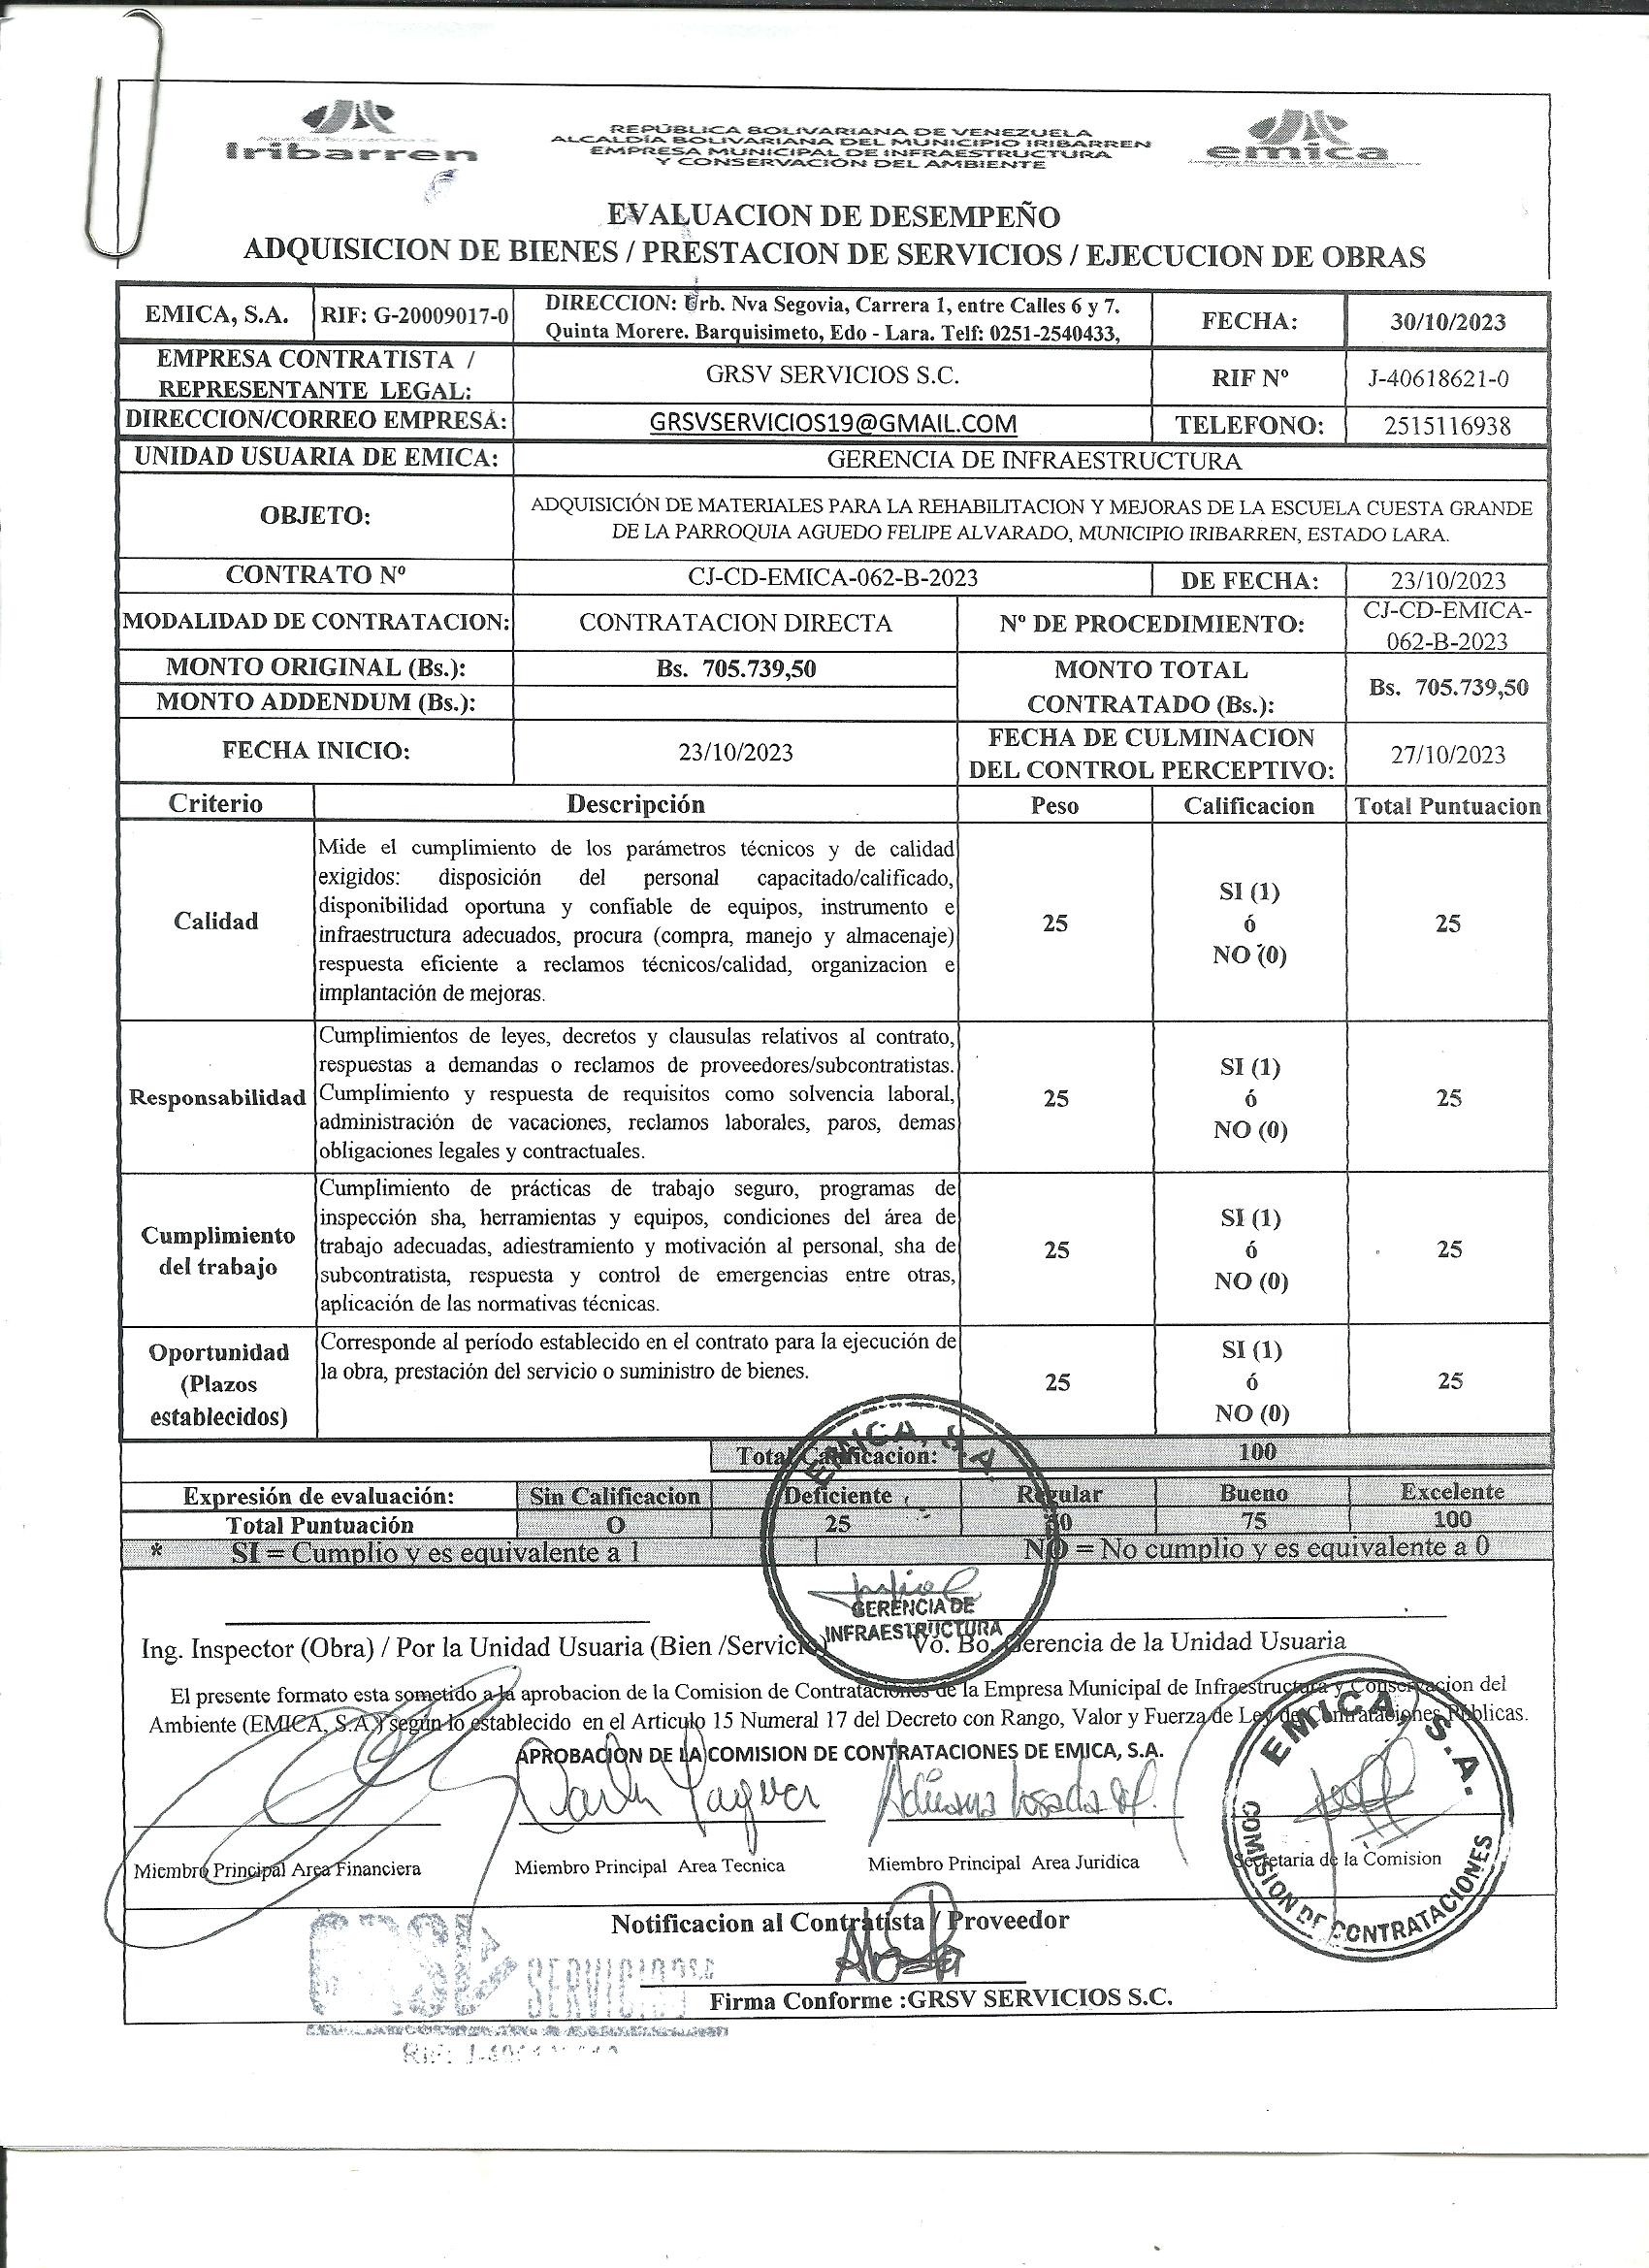 Iribarren
REPÚBLICA BOLIVARIANA DE VENEZUELA
ALCALDÍA BOLIVARIANA DEL MUNICIPIO IRIBARREN
EMPRESA MUNICIPAL DE INFRAESTRUCTURA
Y CONSERVACIÓN DEL AMBIENTE
emica
EVALUACION DE DESEMPEÑO
ADQUISICION DE BIENES / PRESTACION DE SERVICIOS / EJECUCION DE OBRAS
EMICA, S.A. RIF: G-20009017-0 DIRECCION: Urb. Nva Segovia, Carrera 1, entre Calles 6 y 7.
Quinta Morere. Barquisimeto, Edo - Lara. Telf: 0251-2540433,
FECHA: 30/10/2023
EMPRESA CONTRATISTA /
REPRESENTANTE LEGAL:
GRSV SERVICIOS S.C. RIF Nº J-40618621-0
DIRECCION/CORREO EMPRESA: GRSVSERVICIOS19@GMAIL.COM TELEFONO: 2515116938
UNIDAD USUARIA DE EMICA: GERENCIA DE INFRAESTRUCTURA
OBJETO:
ADQUISICIÓN DE MATERIALES PARA LA REHABILITACION Y MEJORAS DE LA ESCUELA CUESTA GRANDE
DE LA PARROQUIA AGUEDO FELIPE ALVARADO, MUNICIPIO IRIBARREN, ESTADO LARA.
CONTRATO Nº CJ-CD-EMICA-062-B-2023 DE FECHA: 23/10/2023
MODALIDAD DE CONTRATACION: CONTRATACION DIRECTA Nº DE PROCEDIMIENTO:
CJ-CD-EMICA-
062-B-2023
MONTO ORIGINAL (Bs.): Bs. 705.739,50
MONTO ADDENDUM (Bs.):
MONTO TOTAL
CONTRATADO (Bs.):
Bs. 705.739,50
FECHA INICIO: 23/10/2023
FECHA DE CULMINACION
DEL CONTROL PERCEPTIVO:
27/10/2023
Criterio Descripción Peso Calificacion Total Puntuacion
Calidad
Mide el cumplimiento de los parámetros técnicos y de calidad
exigidos: disposición del personal capacitado/calificado,
disponibilidad oportuna y confiable de equipos, instrumento e
infraestructura adecuados, procura (compra, manejo y almacenaje)
respuesta eficiente a reclamos técnicos/calidad, organizacion e
implantación de mejoras.
25
SI (1)
ó
NO (0)
25
Responsabilidad
Cumplimientos de leyes, decretos y clausulas relativos al contrato,
respuestas a demandas o reclamos de proveedores/subcontratistas.
Cumplimiento y respuesta de requisitos como solvencia laboral,
administración de vacaciones, reclamos laborales, paros, demas
obligaciones legales y contractuales.
25
SI (1)
ó
NO (0)
25
Cumplimiento
del trabajo
Cumplimiento de prácticas de trabajo seguro, programas de
inspección sha, herramientas y equipos, condiciones del área de
trabajo adecuadas, adiestramiento y motivación al personal, sha de
subcontratista, respuesta y control de emergencias entre otras,
aplicación de las normativas técnicas.
25
SI (1)
ó
NO (0)
25
Oportunidad
(Plazos
establecidos)
Corresponde al período establecido en el contrato para la ejecución de
la obra, prestación del servicio o suministro de bienes.
25
SI (1)
ó
NO (0)
25
Total Calificacion: 100
Expresión de evaluación: Sin Calificacion Deficiente Regular Bueno Excelente
Total Puntuación O 25 50 75 100
* SI = Cumplio y es equivalente a 1 NO = No cumplio y es equivalente a 0
EMICA, S.A.
GERENCIA DE
INFRAESTRUCTURA
Ing. Inspector (Obra) / Por la Unidad Usuaria (Bien /Servicio) Vo. Bo. Gerencia de la Unidad Usuaria
El presente formato esta sometido a la aprobacion de la Comision de Contrataciones de la Empresa Municipal de Infraestructura y Conservacion del
Ambiente (EMICA, S.A.) según lo establecido en el Articulo 15 Numeral 17 del Decreto con Rango, Valor y Fuerza de Ley de Contrataciones Públicas.
APROBACION DE LA COMISION DE CONTRATACIONES DE EMICA, S.A.
Adriana Losada
EMICA, S.A.
COMISION DE CONTRATACIONES
Miembro Principal Area Financiera Miembro Principal Area Tecnica Miembro Principal Area Juridica Secretaria de la Comision
Notificacion al Contratista / Proveedor
SERVICIOS
Firma Conforme :GRSV SERVICIOS S.C.